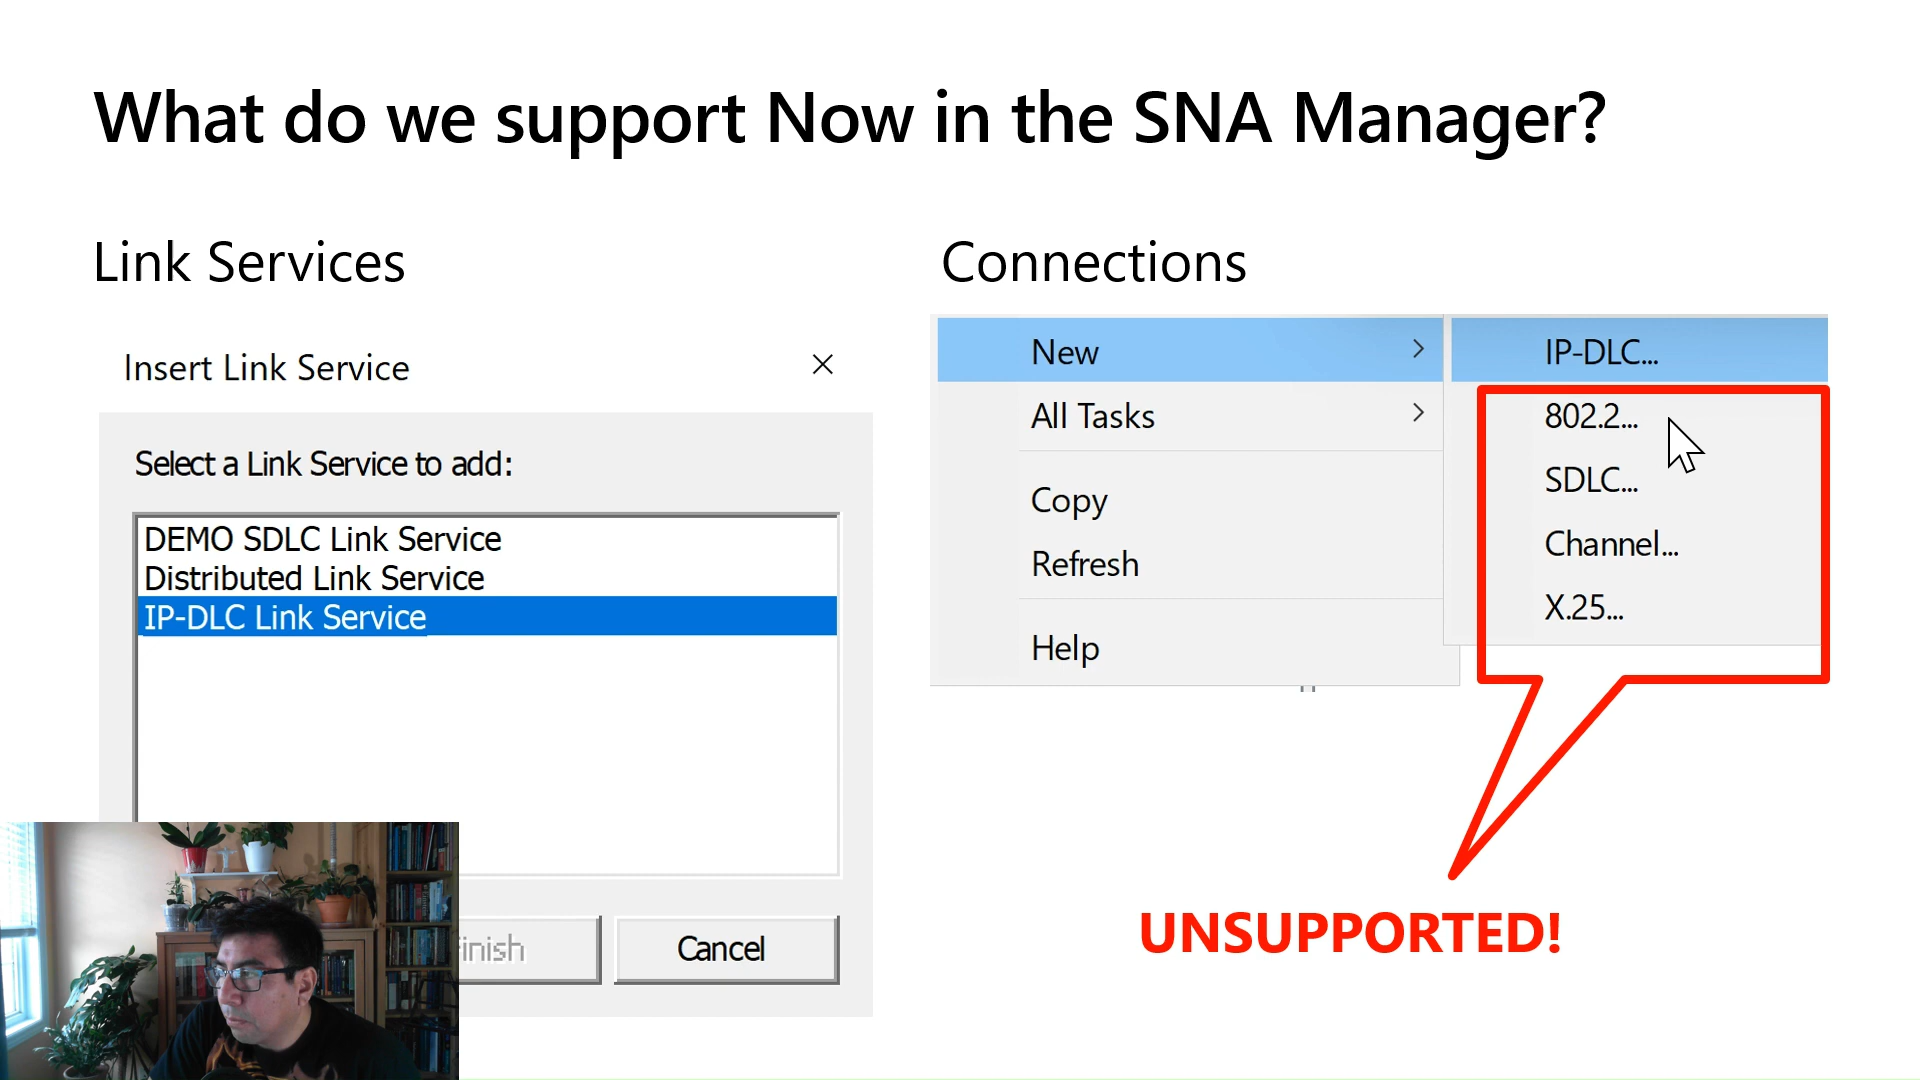 What do we support Now in the SNA Manager?
Link Services
Insert Link Service
Select a Link Service to add:
DEMO SDLC Link Service
Distributed Link Service
IP-DLC Link Service
Cancel
Connections
New
All Tasks
Copy
Refresh
Help
IP-DLC...
802.2...
SDLC...
Channel...
X.25...
UNSUPPORTED!